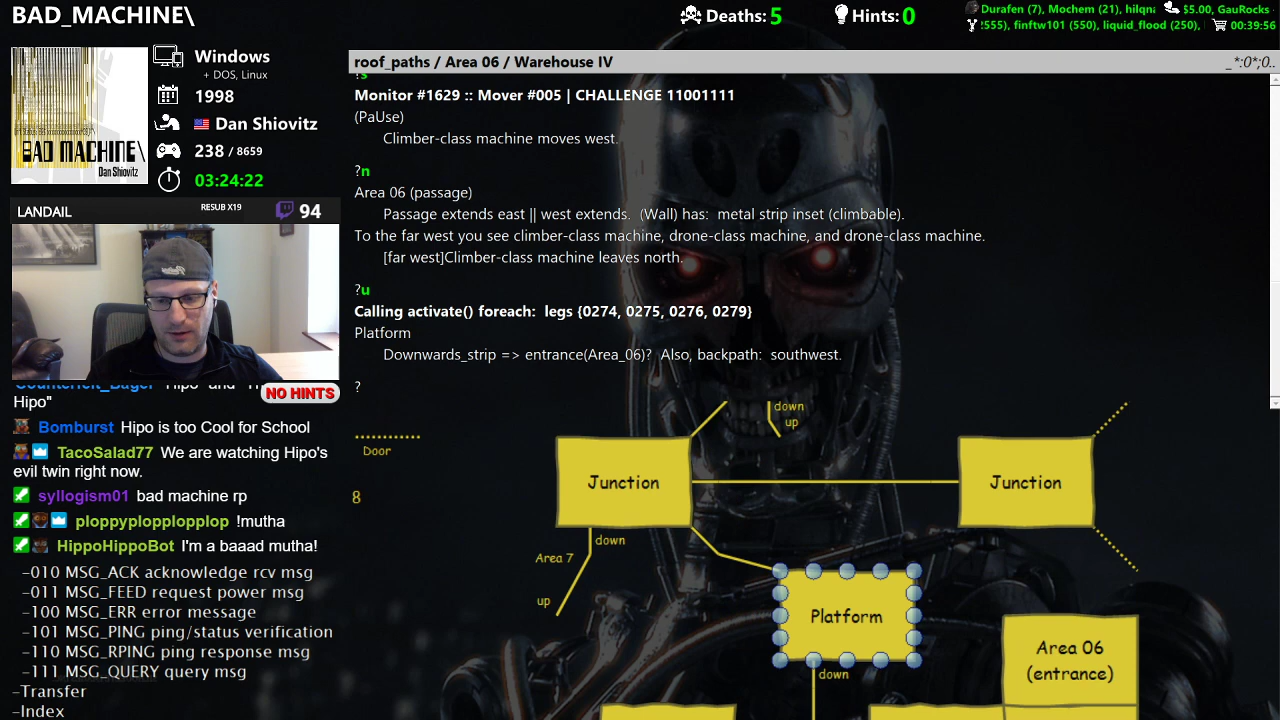 BAD_MACHINE\
Deaths: 5
Hints: 0
Durafen (7), Mochem (21), hilqna
$5.00, GauRocks
2555), finftw101 (550), liquid_flood (250),
00:39:56
Windows
+ DOS, Linux
1998
Dan Shiovitz
238 / 8659
03:24:22
BAD MACHINE\
Dan Shiovitz
LANDAIL
RESUB X19
94
NO HINTS
Hipo"
Bomburst Hipo is too Cool for School
TacoSalad77 We are watching Hipo's
evil twin right now.
syllogism01 bad machine rp
ploppyplopplopplop !mutha
HippoHippoBot I'm a baaad mutha!
-010 MSG_ACK acknowledge rcv msg
-011 MSG_FEED request power msg
-100 MSG_ERR error message
-101 MSG_PING ping/status verification
-110 MSG_RPING ping response msg
-111 MSG_QUERY query msg
-Transfer
-Index
roof_paths / Area 06 / Warehouse IV
_*:0*;0..
?s
Monitor #1629 :: Mover #005 | CHALLENGE 11001111
(PaUse)
Climber-class machine moves west.
?n
Area 06 (passage)
Passage extends east || west extends. (Wall) has: metal strip inset (climbable).
To the far west you see climber-class machine, drone-class machine, and drone-class machine.
[far west]Climber-class machine leaves north.
?u
Calling activate() foreach: legs {0274, 0275, 0276, 0279}
Platform
Downwards_strip => entrance(Area_06)? Also, backpath: southwest.
?
down
up
Door
Junction
Junction
8
down
Area 7
up
Platform
down
Area 06
(entrance)